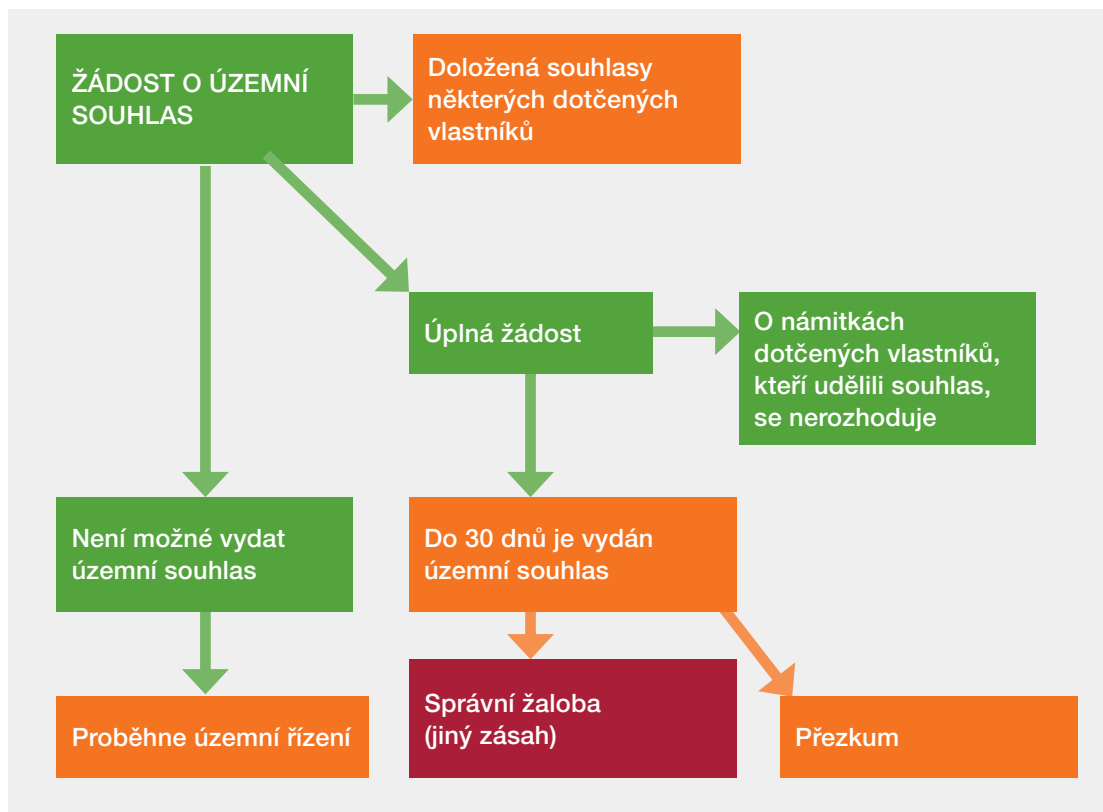 ŽÁDOST O ÚZEMNÍ
SOUHLAS
Doložená souhlasy
některých dotčených
vlastníků
Úplná žádost
O námitkách
dotčených vlastníků,
kteří udělili souhlas,
se nerozhoduje
Není možné vydat
územní souhlas
Do 30 dnů je vydán
územní souhlas
Proběhne územní řízení
Správní žaloba
(jiný zásah)
Přezkum